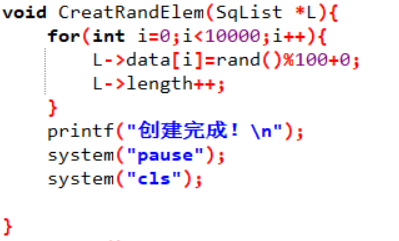 void CreatRandElem(SqList *L){
for(int i=0;i<10000;i++){
L->data[i]=rand()%100+0;
L->length++;
}
printf("创建完成！\n");
system("pause");
system("cls");
}